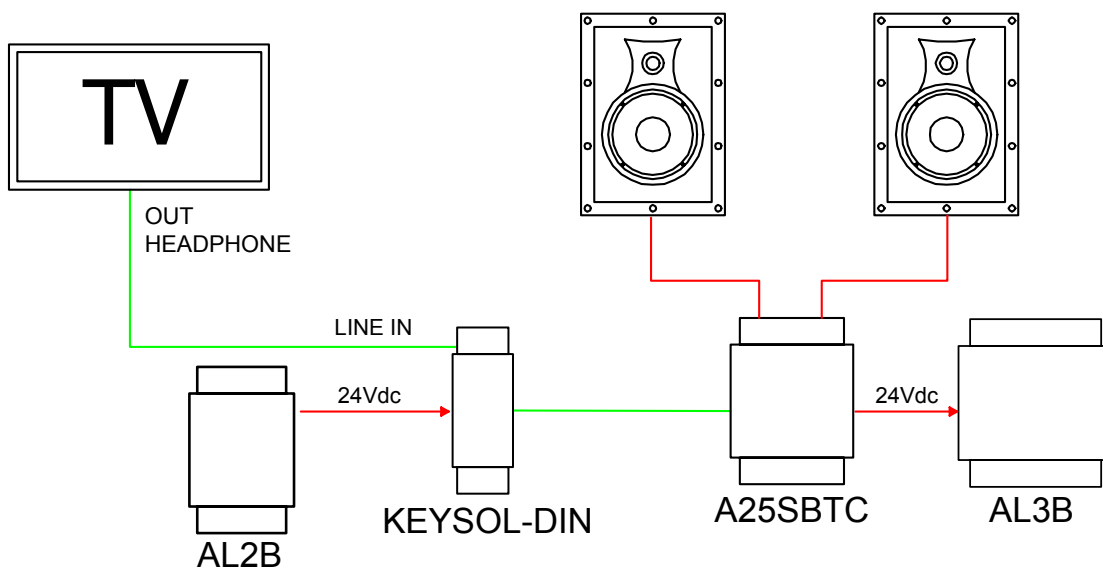 TV
OUT
HEADPHONE
LINE IN
24Vdc
24Vdc
KEYSOL-DIN
A25SBTC
AL3B
AL2B